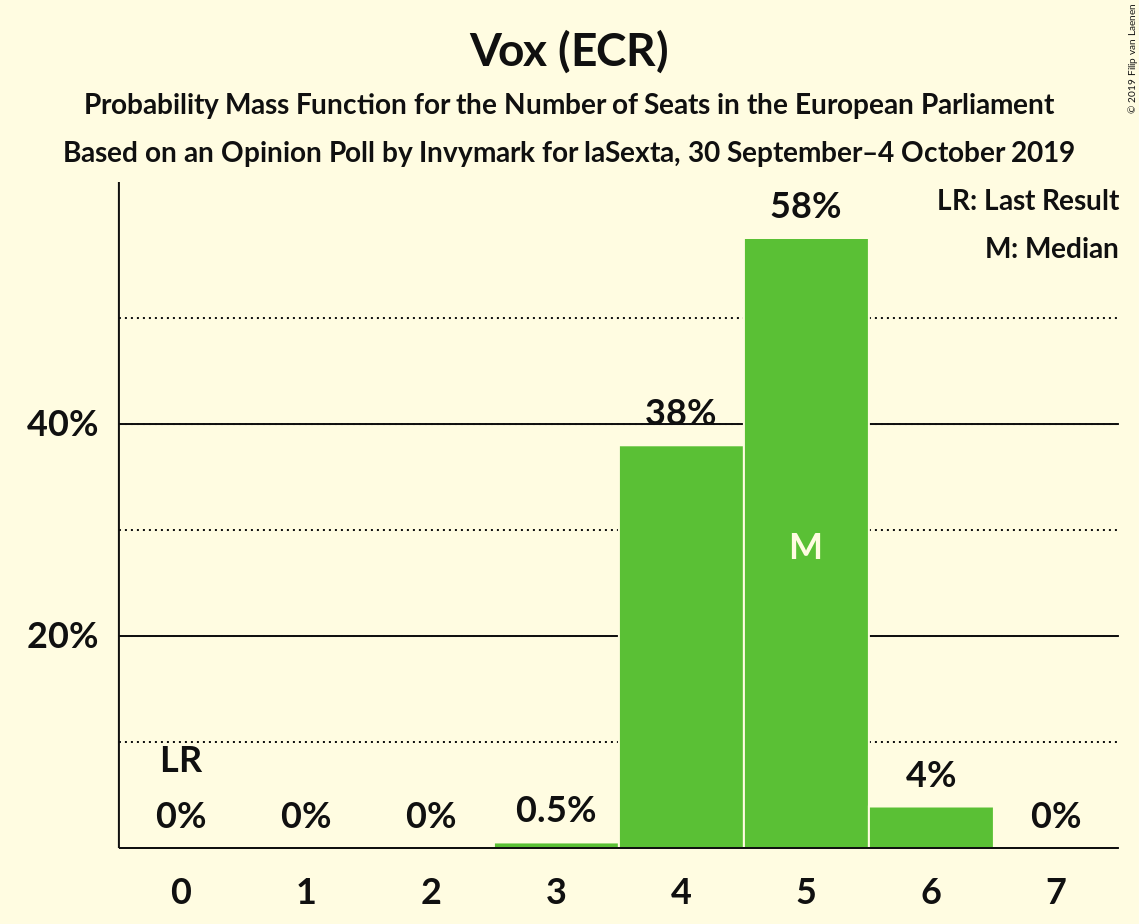 Vox (ECR)
Probability Mass Function for the Number of Seats in the European Parliament
Based on an Opinion Poll by Invymark for laSexta, 30 September–4 October 2019
© 2019 Filip van Laenen
LR: Last Result
M: Median
58%
40%
38%
M
20%
LR
4%
0%
0%
0%
0.5%
0%
0
1
2
3
4
5
6
7